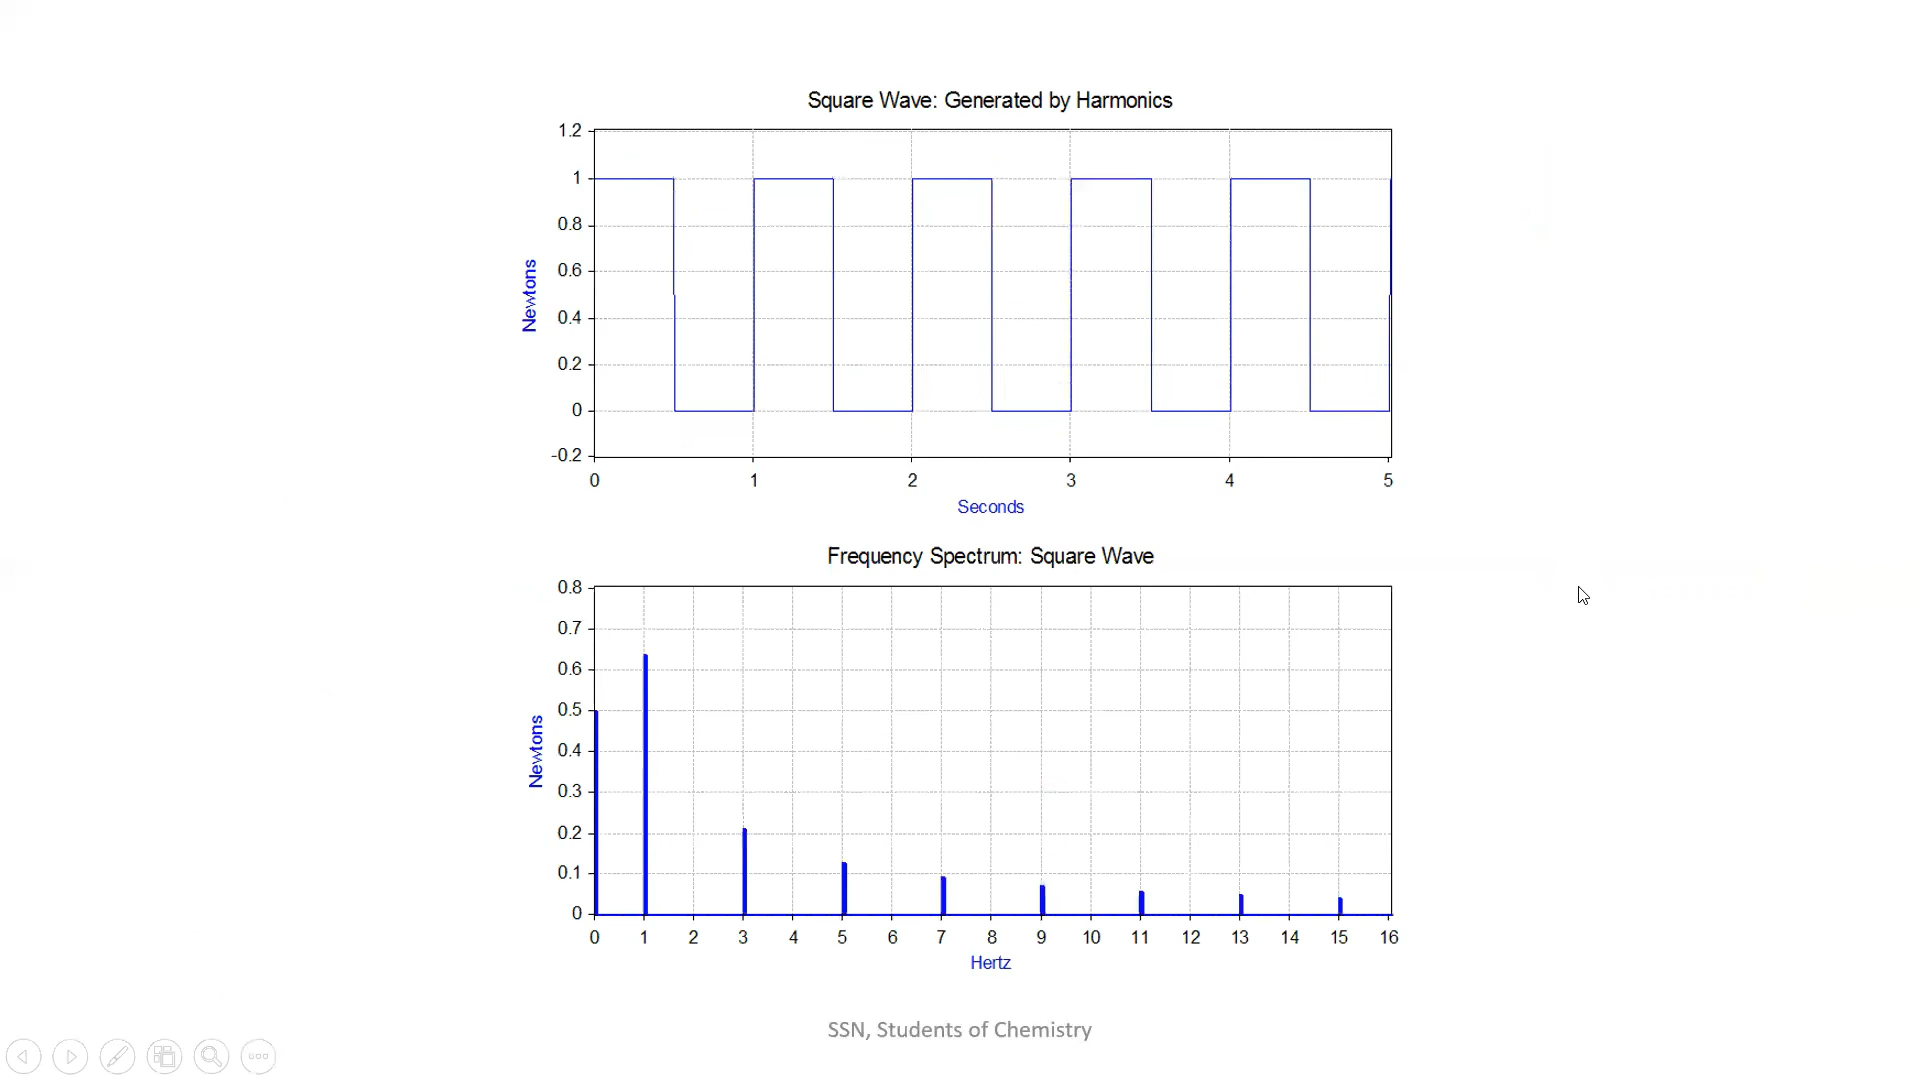 Square Wave: Generated by Harmonics
1.2
1
0.8
0.6
0.4
0.2
0
-0.2
Newtons
0 1 2 3 4 5
Seconds
Frequency Spectrum: Square Wave
0.8
0.7
0.6
0.5
0.4
0.3
0.2
0.1
0
Newtons
0 1 2 3 4 5 6 7 8 9 10 11 12 13 14 15 16
Hertz
SSN, Students of Chemistry